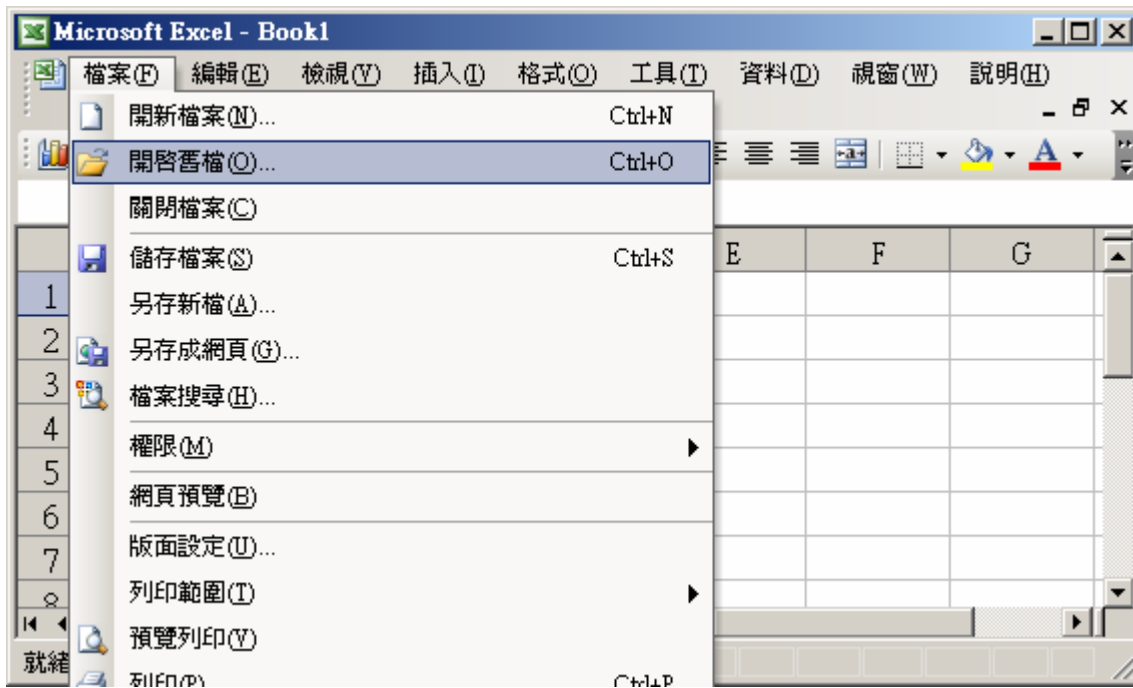 Microsoft Excel - Book1
檔案(F) 編輯(E) 檢視(V) 插入(I) 格式(O) 工具(T) 資料(D) 視窗(W) 說明(H)
開新檔案(N)... Ctrl+N
開啓舊檔(O)... Ctrl+O
關閉檔案(C)
儲存檔案(S) Ctrl+S
E F G
1
另存新檔(A)...
2
另存成網頁(G)...
3
檔案搜尋(H)...
4
權限(M)
5
網頁預覽(B)
6
版面設定(U)...
7
列印範圍(T)
8
預覽列印(V)
就緒
列印(P)... Ctrl+P